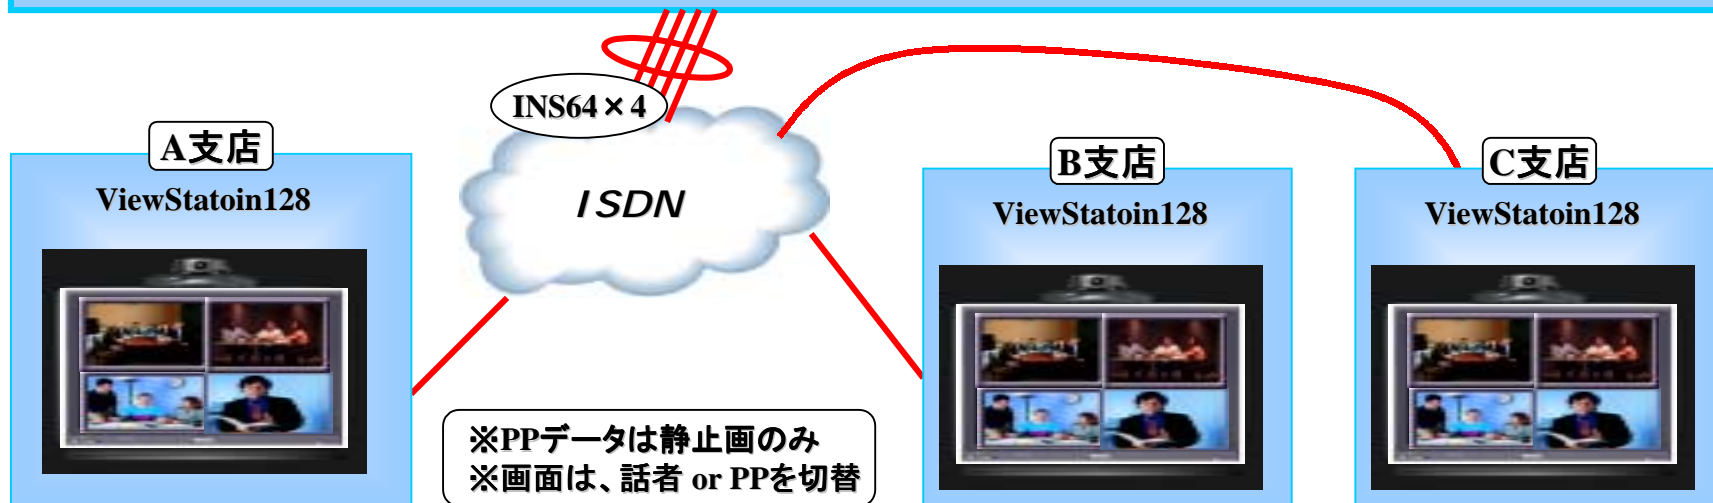 INS64×4
A支店
ViewStatoin128
ISDN
B支店
ViewStatoin128
C支店
ViewStatoin128
※PPデータは静止画のみ
※画面は、話者 or PPを切替